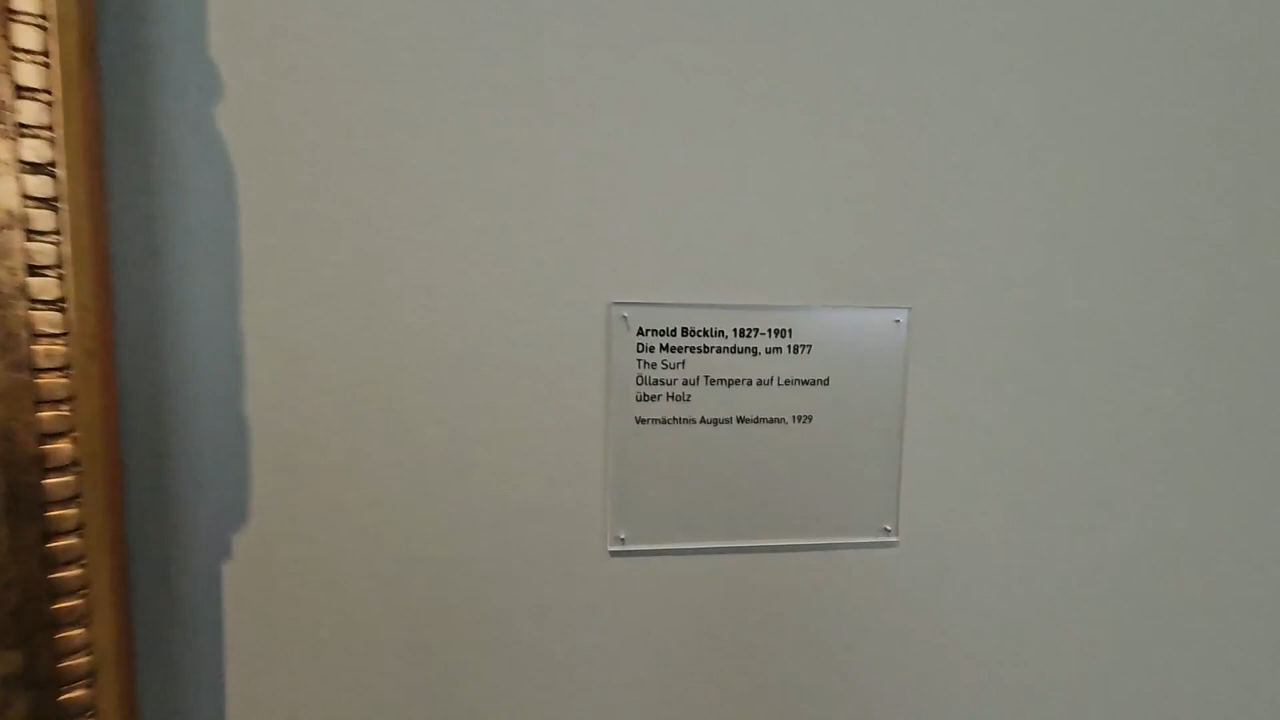 Arnold Böcklin, 1827–1901
Die Meeresbrandung, um 1877
The Surf
Öllasur auf Tempera auf Leinwand
über Holz
Vermächtnis August Weidmann, 1929